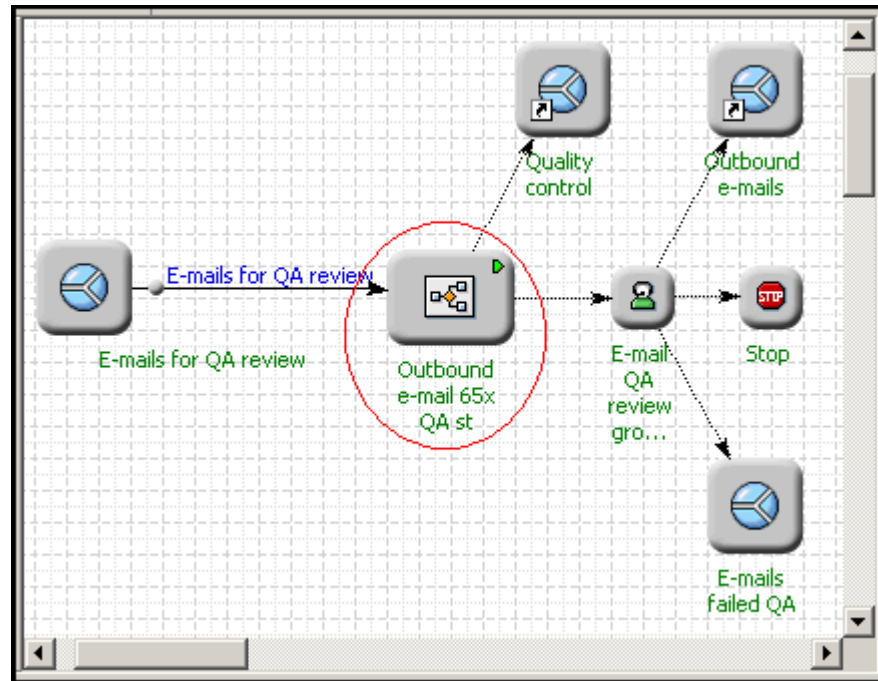 Quality
control
Outbound
e-mails
E-mails for QA review
E-mails for QA review
Outbound
e-mail 65x
QA st
E-mail
QA
review
gro...
STOP
Stop
E-mails
failed QA